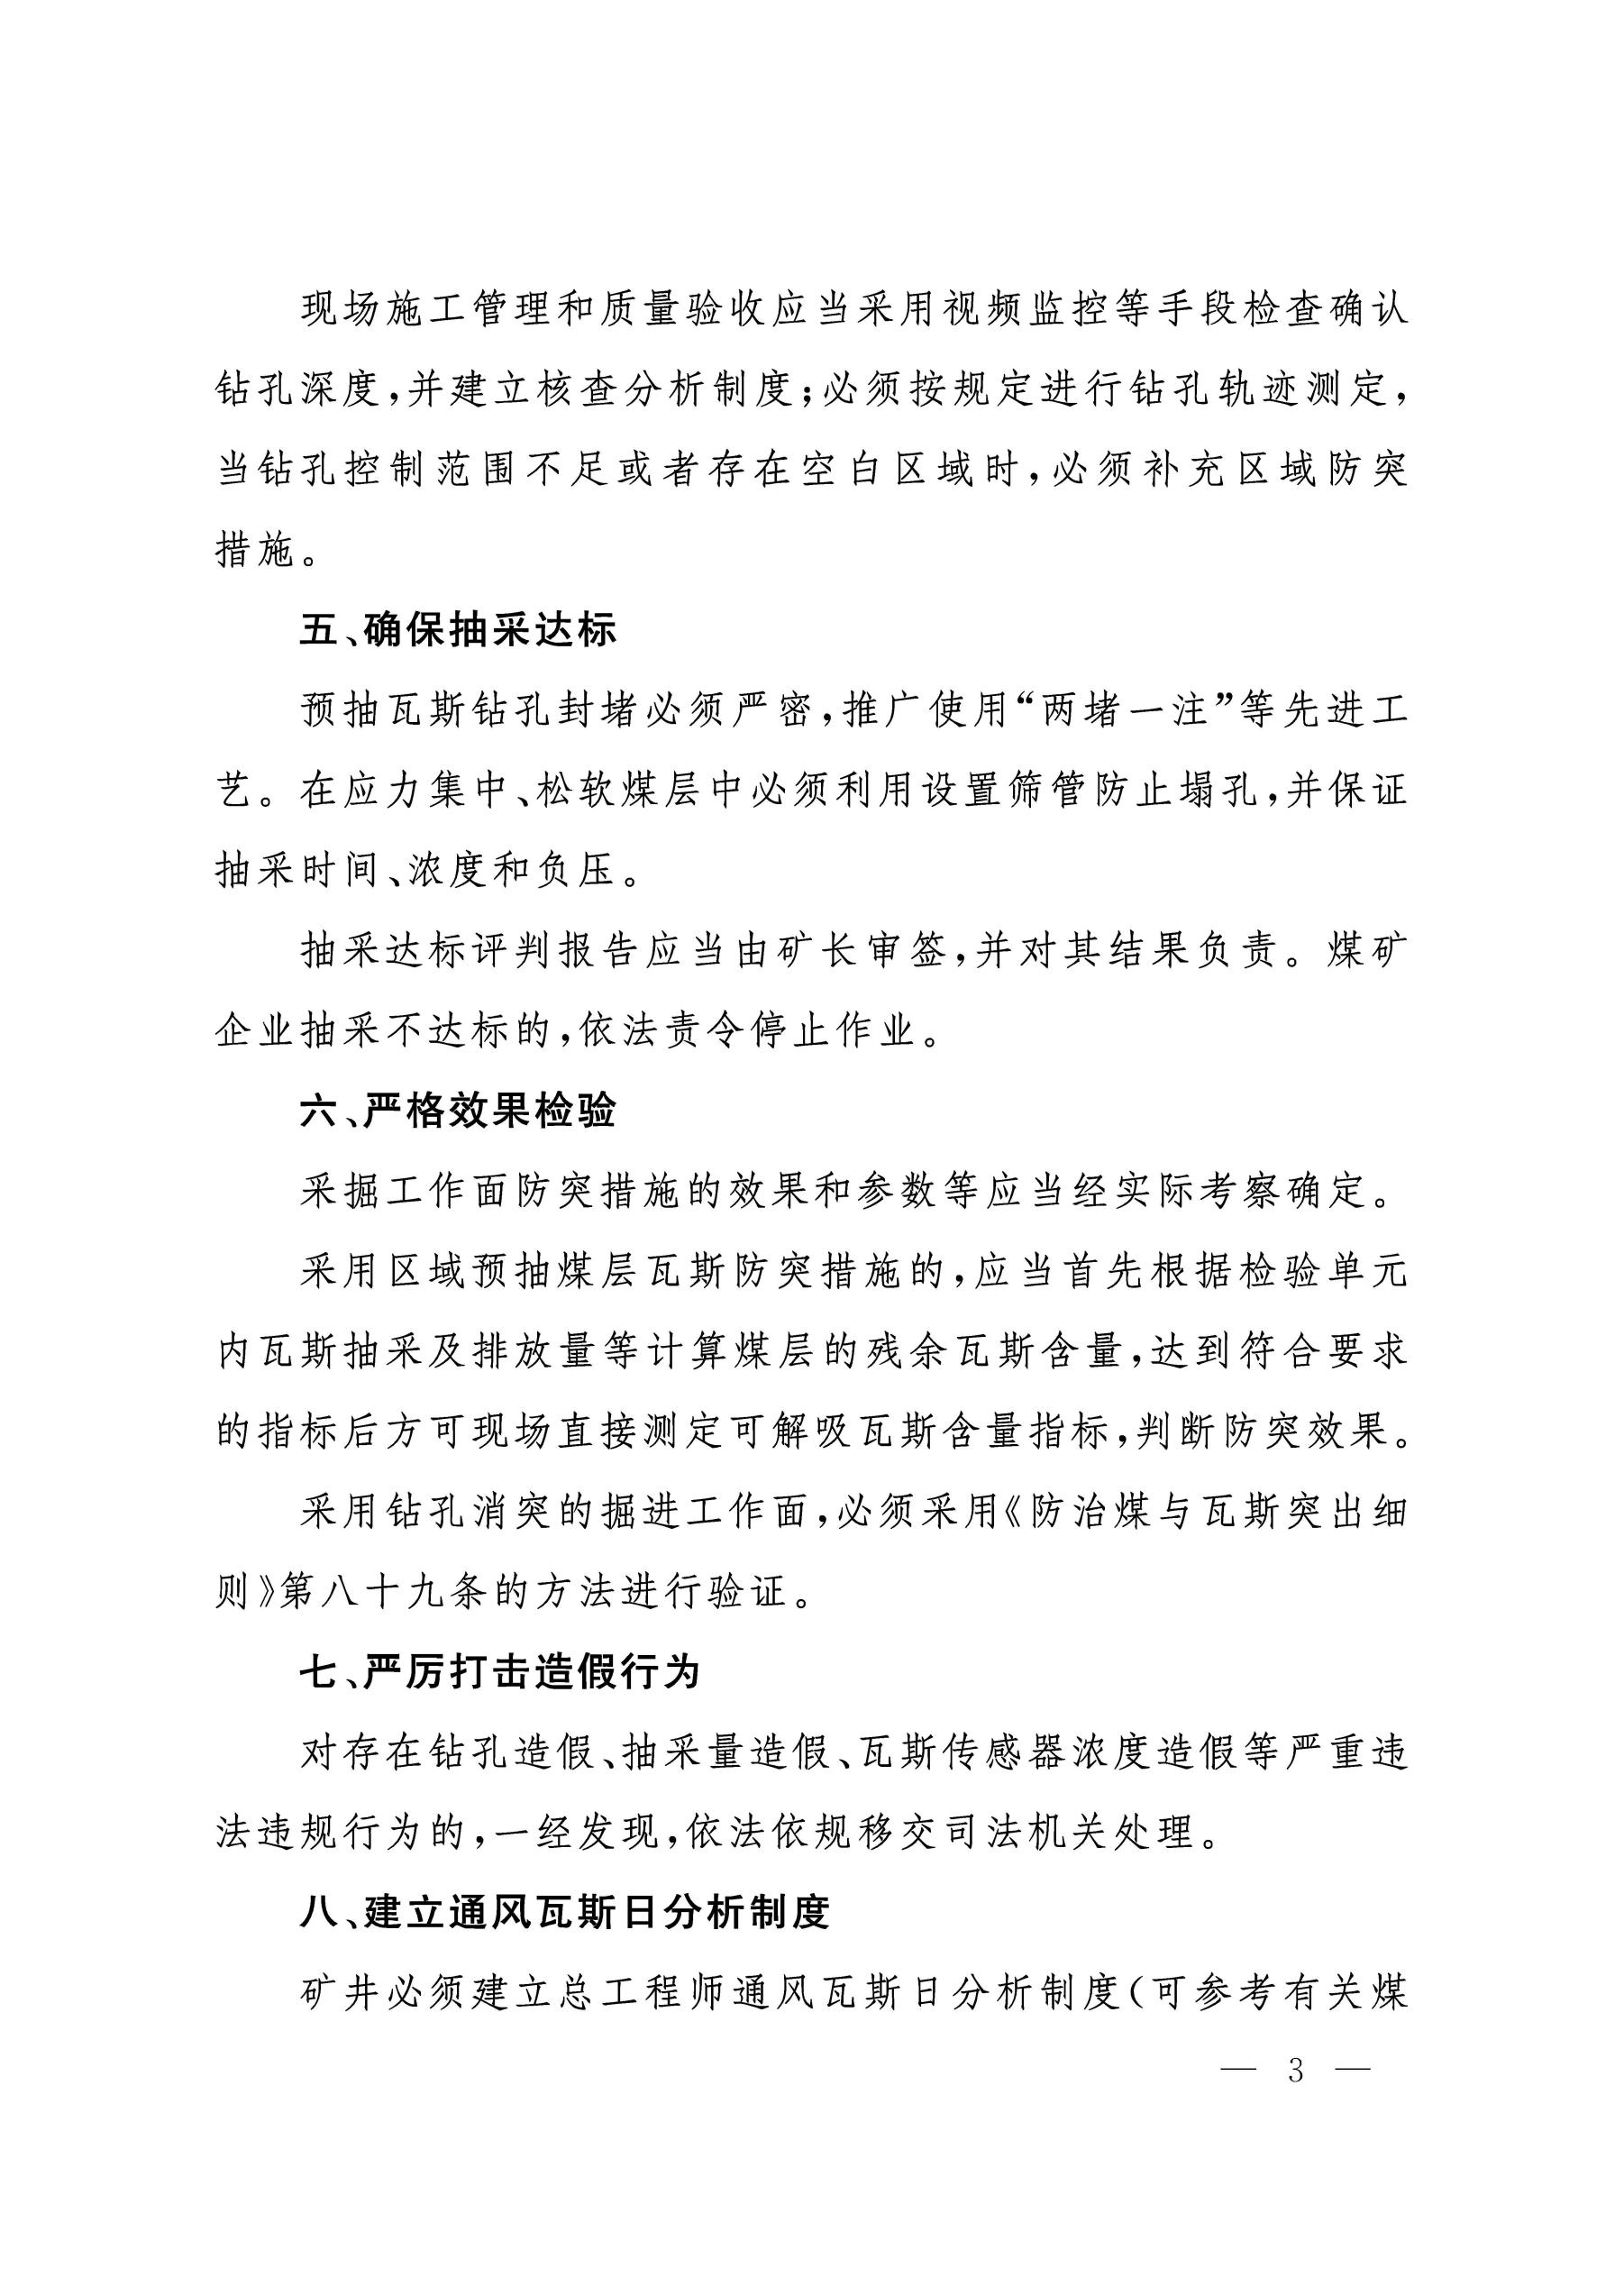 现场施工管理和质量验收应当采用视频监控等手段检查确认
钻孔深度,并建立核查分析制度;必须按规定进行钻孔轨迹测定,
当钻孔控制范围不足或者存在空白区域时,必须补充区域防突
措施。
五、确保抽采达标
预抽瓦斯钻孔封堵必须严密,推广使用“两堵一注”等先进工
艺。在应力集中、松软煤层中必须利用设置筛管防止塌孔,并保证
抽采时间、浓度和负压。
抽采达标评判报告应当由矿长审签,并对其结果负责。煤矿
企业抽采不达标的,依法责令停止作业。
六、严格效果检验
采掘工作面防突措施的效果和参数等应当经实际考察确定。
采用区域预抽煤层瓦斯防突措施的,应当首先根据检验单元
内瓦斯抽采及排放量等计算煤层的残余瓦斯含量,达到符合要求
的指标后方可现场直接测定可解吸瓦斯含量指标,判断防突效果。
采用钻孔消突的掘进工作面,必须采用《防治煤与瓦斯突出细
则》第八十九条的方法进行验证。
七、严厉打击造假行为
对存在钻孔造假、抽采量造假、瓦斯传感器浓度造假等严重违
法违规行为的,一经发现,依法依规移交司法机关处理。
八、建立通风瓦斯日分析制度
矿井必须建立总工程师通风瓦斯日分析制度(可参考有关煤
— 3 —